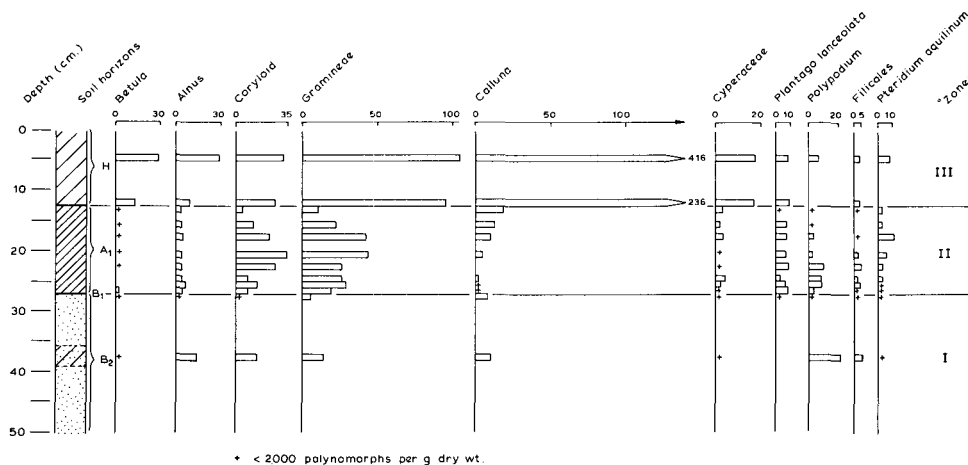 Depth (cm.)
Soil horizons
Betula
Alnus
Coryloid
Gramineae
Calluna
Cyperaceae
Plantago lanceolata
Polypodium
Filicales
Pteridium aquilinum
"Zone
0 30 0 30 0 35 0 50 100 0 50 100 0 20 0 10 0 20 0 5 0 10
0
H
416
III
10
236
20
A1
II
B1
30
B2
I
40
50
+ <2,000 polynomorphs per g dry wt.